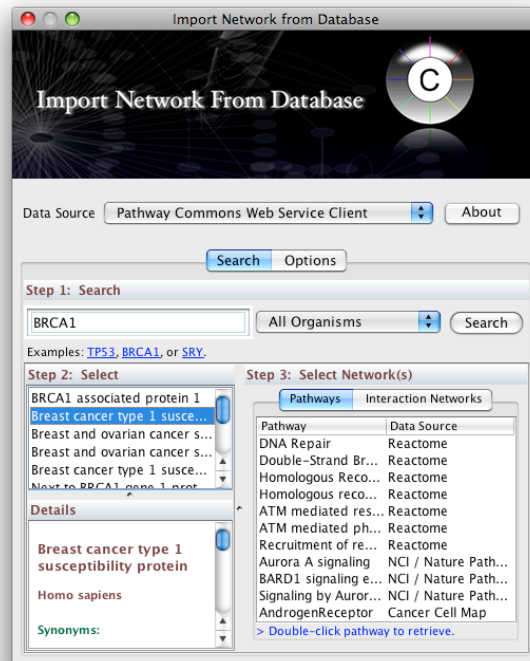 Import Network from Database
Import Network From Database
C
Data Source Pathway Commons Web Service Client About
Search Options
Step 1: Search
BRCA1 All Organisms Search
Examples: TP53, BRCA1, or SRY.
Step 2: Select
BRCA1 associated protein 1
Breast cancer type 1 susce...
Breast and ovarian cancer s...
Breast and ovarian cancer s...
Breast cancer type 1 susce...
Next to BRCA1 gene 1 prot...
Details
Breast cancer type 1
susceptibility protein
Homo sapiens
Synonyms:
Step 3: Select Network(s)
Pathways Interaction Networks
Pathway Data Source
DNA Repair Reactome
Double-Strand Br... Reactome
Homologous Reco... Reactome
Homologous reco... Reactome
ATM mediated res... Reactome
ATM mediated ph... Reactome
Recruitment of re... Reactome
Aurora A signaling NCI / Nature Path...
BARD1 signaling e... NCI / Nature Path...
Signaling by Auror... NCI / Nature Path...
AndrogenReceptor Cancer Cell Map
> Double-click pathway to retrieve.